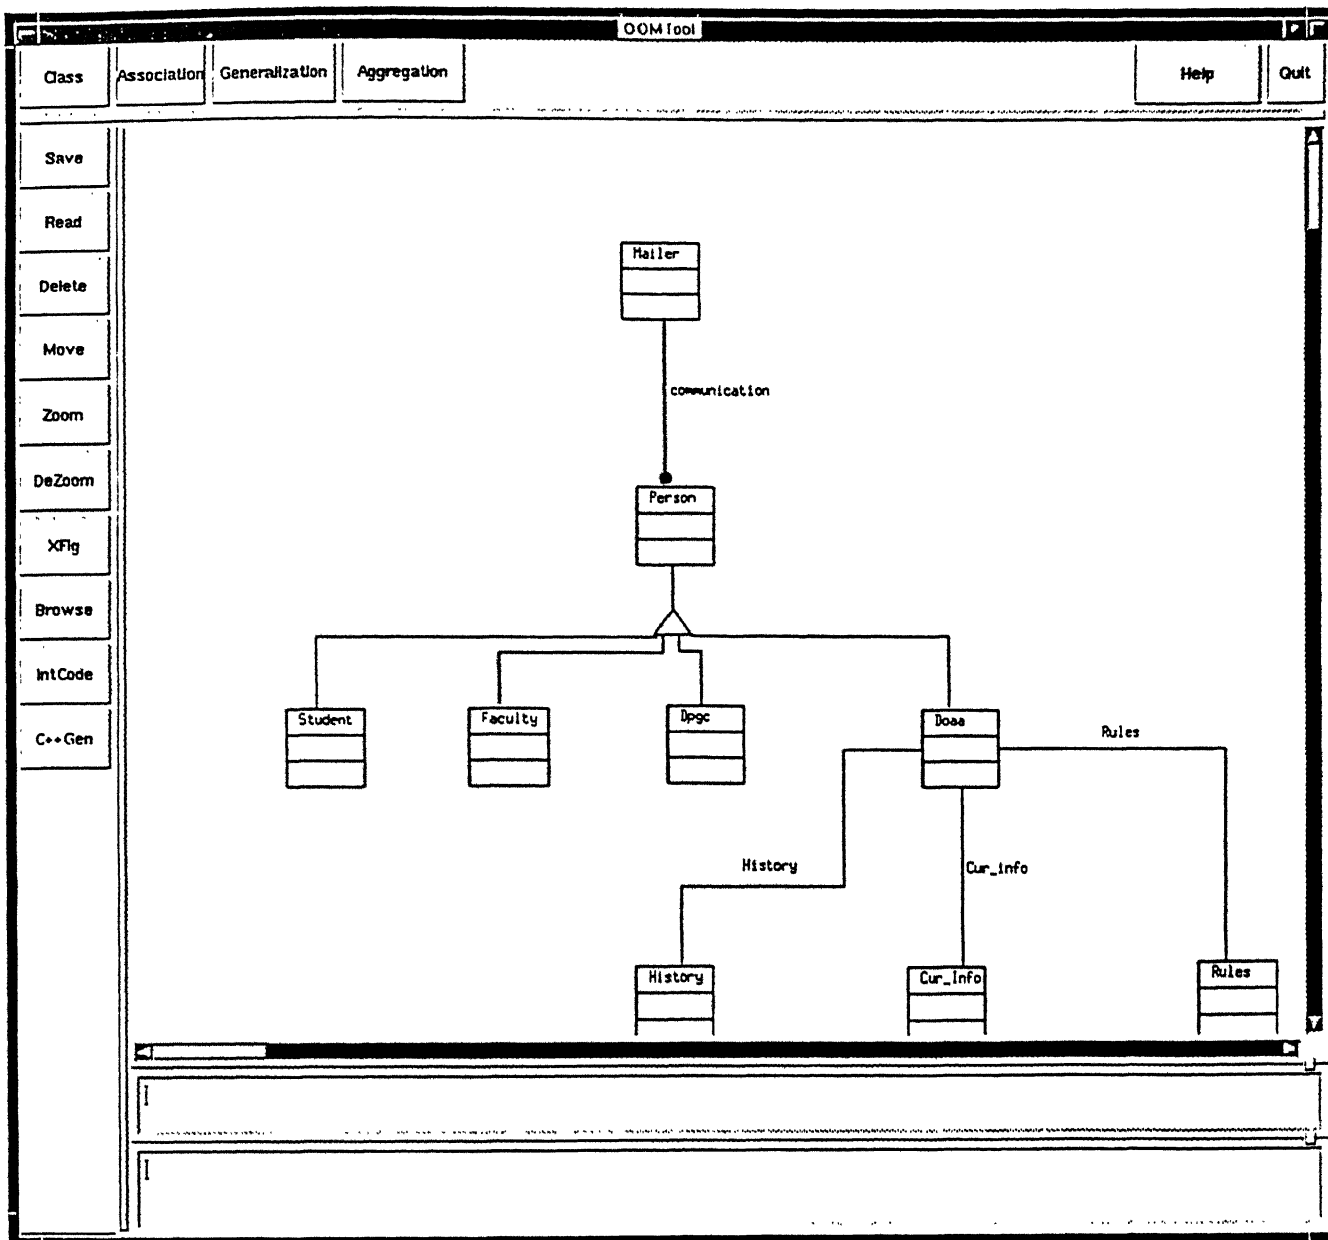 OOMTool
Class Association Generalization Aggregation Help Quit
Save
Read
Delete
Move
Zoom
DeZoom
XFig
Browse
IntCode
C++Gen
Mailer
communication
Person
Student Faculty Dpgc Doaa
Rules
History Cur_info
History Cur_Info Rules